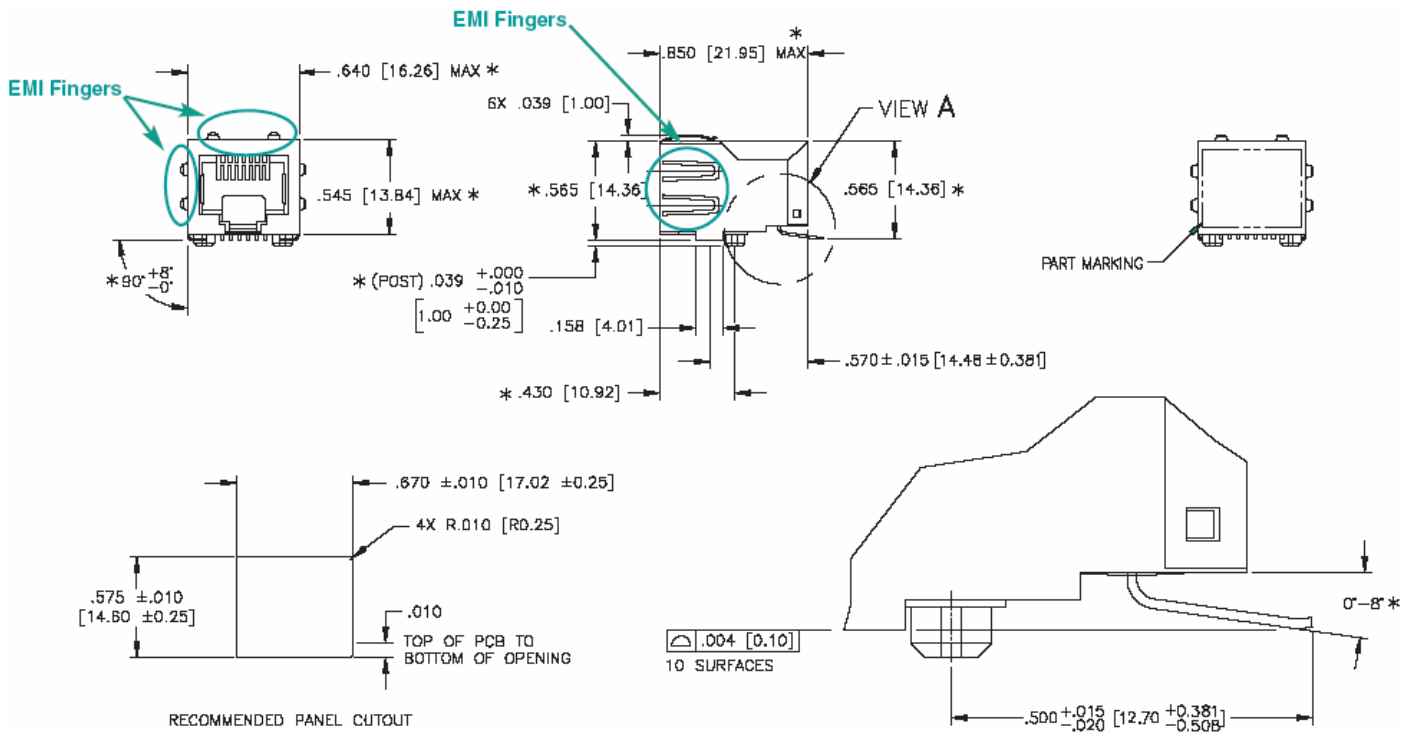 EMI Fingers
.850 [21.95] MAX *
.640 [16.26] MAX *
EMI Fingers
6X .039 [1.00]
VIEW A
.545 [13.84] MAX *
* .565 [14.36]
.565 [14.36] *
PART MARKING
* 90° +8° -0°
* (POST) .039 +.000 -.010
[1.00 +0.00 -0.25]
.158 [4.01]
.570 ± .015 [14.48 ± 0.381]
* .430 [10.92]
.670 ±.010 [17.02 ±0.25]
4X R.010 [R0.25]
.575 ±.010
[14.60 ±0.25]
.010
TOP OF PCB TO
BOTTOM OF OPENING
0°-8° *
.004 [0.10]
10 SURFACES
.500 +.015 -.020 [12.70 +0.381 -0.508]
RECOMMENDED PANEL CUTOUT